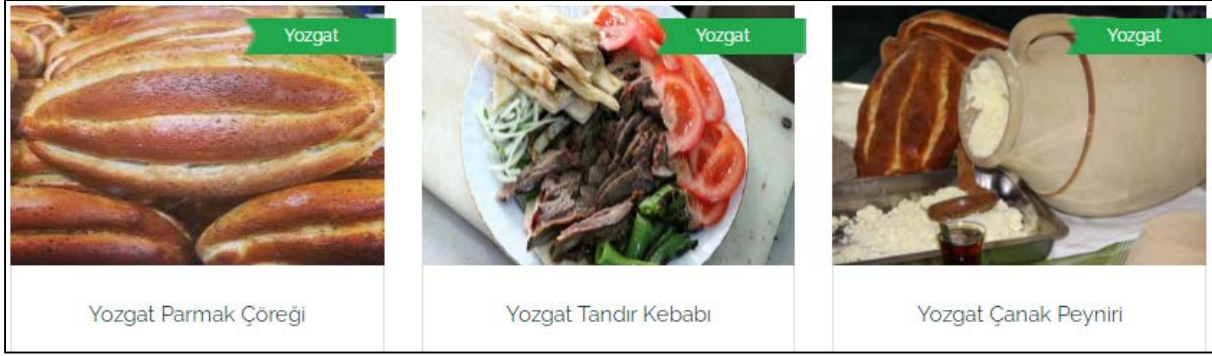 Yozgat
Yozgat
Yozgat
Yozgat Parmak Çöreği
Yozgat Tandır Kebabı
Yozgat Çanak Peyniri